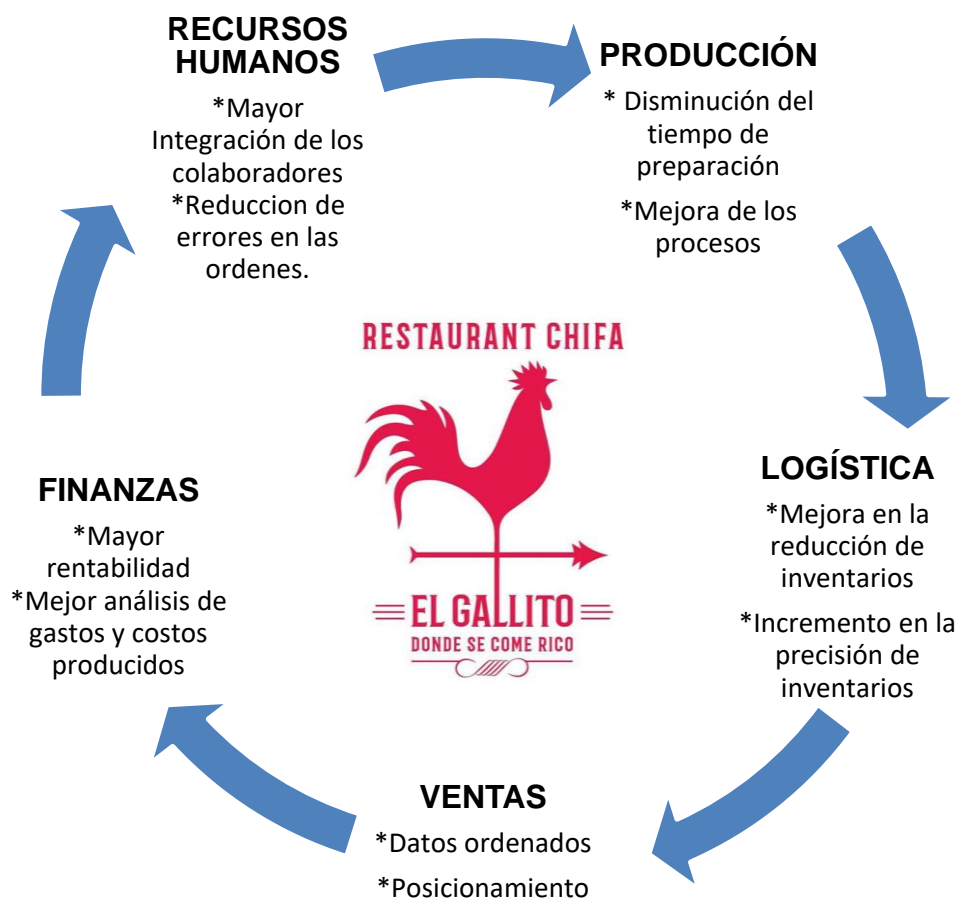 RECURSOS
HUMANOS
*Mayor
Integración de los
colaboradores
*Reduccion de
errores en las
ordenes.
PRODUCCIÓN
* Disminución del
tiempo de
preparación
*Mejora de los
procesos
LOGÍSTICA
*Mejora en la
reducción de
inventarios
*Incremento en la
precisión de
inventarios
VENTAS
*Datos ordenados
*Posicionamiento
FINANZAS
*Mayor
rentabilidad
*Mejor análisis de
gastos y costos
producidos
RESTAURANT CHIFA
EL GALLITO
DONDE SE COME RICO